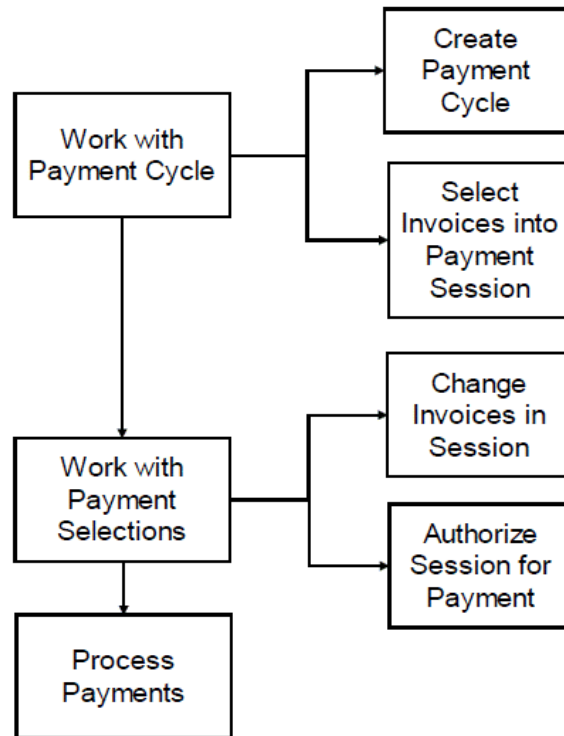 Work with
Payment Cycle
Create
Payment
Cycle
Select
Invoices into
Payment
Session
Work with
Payment
Selections
Change
Invoices in
Session
Authorize
Session for
Payment
Process
Payments